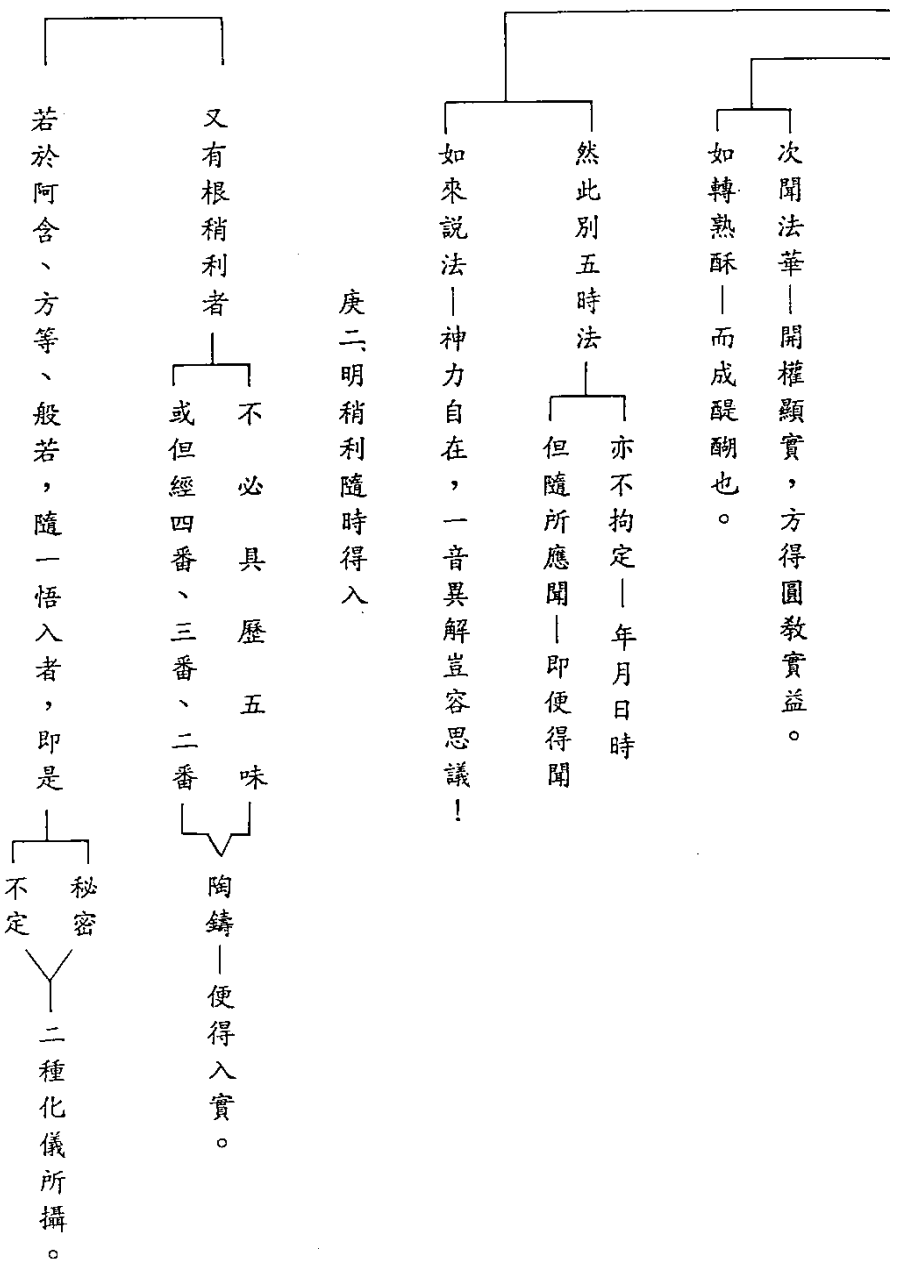 次聞法華—開權顯實，方得圓教實益。
如轉熟酥—而成醍醐也。
然此別五時法
亦不拘定—年月日時
但隨所應聞—即便得聞
如來説法—神力自在，一音異解豈容思議！
庚二、明稍利隨時得入
又有根稍利者
不必具歷五味
或但經四番、三番、二番
陶鑄—便得入實。
若於阿含、方等、般若，隨一悟入者，即是
秘密
不定
二種化儀所攝。